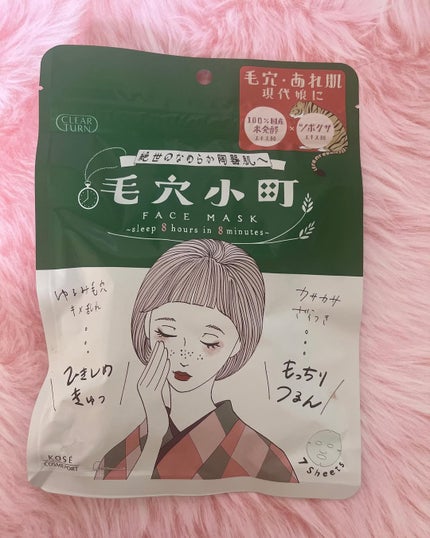 CLEAR
TURN
毛穴・あれ肌
現代娘に
100%国産
米発酵
エキス配合
×
ツボクサ
エキス配合
絶世のなめらか陶器肌へ
毛穴小町
FACE MASK
~sleep 8 hours in 8 minutes~
ゆるみ毛穴
キメ乱れ
ひきしめ
きゅっ
カサカサ
ざらつき
もっちり
つるん
KOSÉ
COSMEPORT
7 Sheets